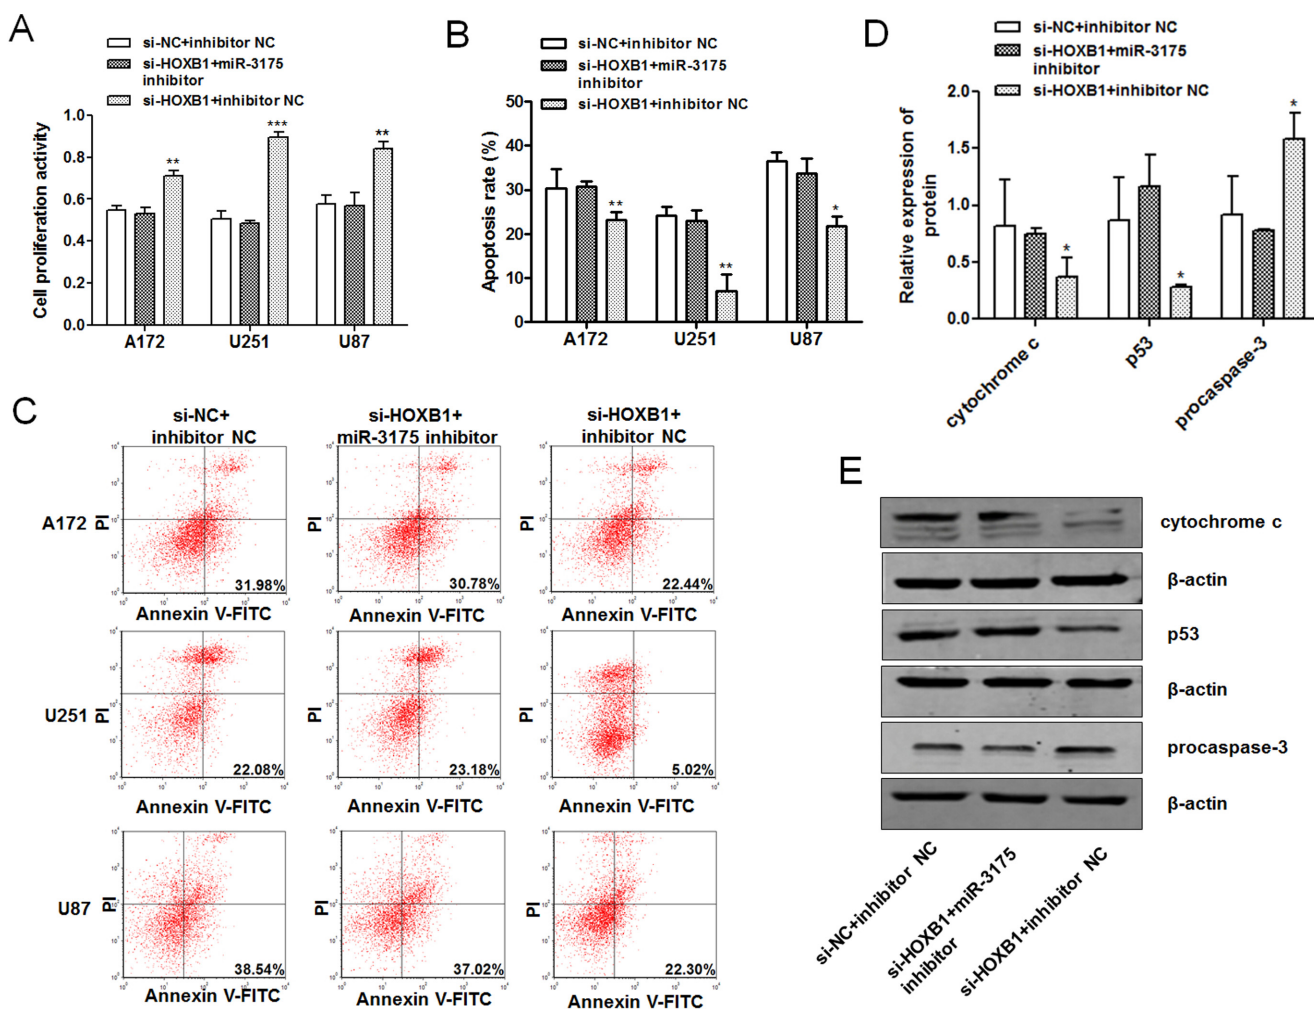 A
si-NC+inhibitor NC
si-HOXB1+miR-3175
inhibitor
si-HOXB1+inhibitor NC
Cell proliferation activity
1.0
0.8
0.6
0.4
0.2
0.0
**
***
**
A172
U251
U87
B
si-NC+inhibitor NC
si-HOXB1+miR-3175
inhibitor
si-HOXB1+inhibitor NC
Apoptosis rate (%)
50
40
30
20
10
0
**
**
*
A172
U251
U87
D
si-NC+inhibitor NC
si-HOXB1+miR-3175
inhibitor
si-HOXB1+inhibitor NC
Relative expression of
protein
2.0
1.5
1.0
0.5
0.0
*
*
*
cytochrome c
p53
procaspase-3
C
si-NC+
inhibitor NC
si-HOXB1+
miR-3175 inhibitor
si-HOXB1+
inhibitor NC
A172
PI
31.98%
Annexin V-FITC
PI
30.78%
Annexin V-FITC
PI
22.44%
Annexin V-FITC
U251
PI
22.08%
Annexin V-FITC
PI
23.18%
Annexin V-FITC
PI
5.02%
Annexin V-FITC
U87
PI
38.54%
Annexin V-FITC
PI
37.02%
Annexin V-FITC
PI
22.30%
Annexin V-FITC
E
cytochrome c
β-actin
p53
β-actin
procaspase-3
β-actin
si-NC+inhibitor NC
si-HOXB1+miR-3175
inhibitor
si-HOXB1+inhibitor NC